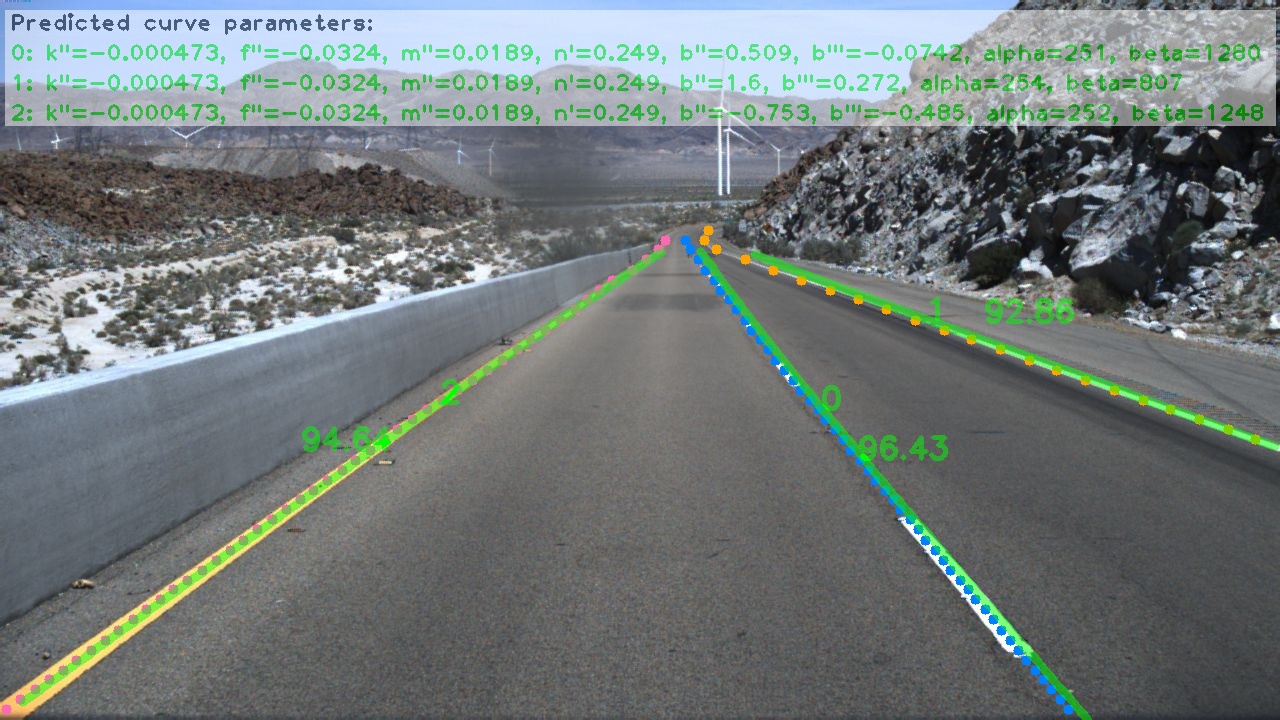 Predicted curve parameters:
0: k''=-0.000473, f''=-0.0324, m''=0.0189, n'=0.249, b''=0.509, b'''=-0.0742, alpha=251, beta=1280
1: k''=-0.000473, f''=-0.0324, m''=0.0189, n'=0.249, b''=1.6, b'''=0.272, alpha=254, beta=807
2: k''=-0.000473, f''=-0.0324, m''=0.0189, n'=0.249, b''=-0.753, b'''=-0.485, alpha=252, beta=1248
1 92.86
2
0
94.64
96.43